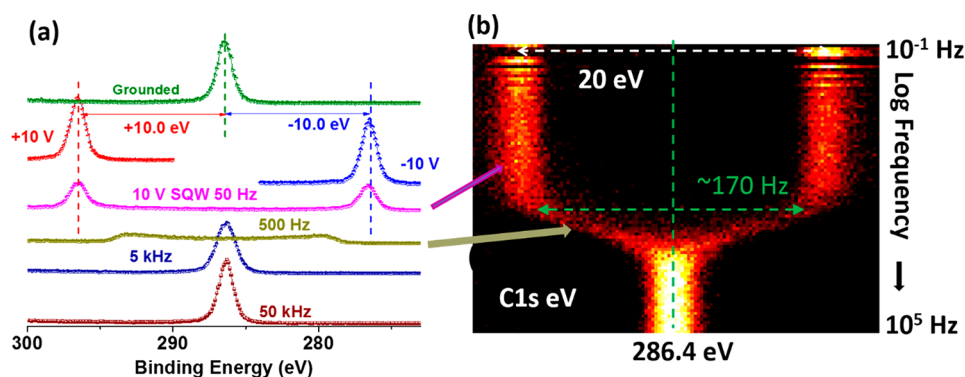 (a)
Grounded
+10.0 eV
-10.0 eV
+10 V
-10 V
10 V SQW 50 Hz
500 Hz
5 kHz
50 kHz
300
290
280
Binding Energy (eV)
(b)
20 eV
10⁻¹ Hz
Log Frequency
~170 Hz
C1s eV
10⁵ Hz
286.4 eV